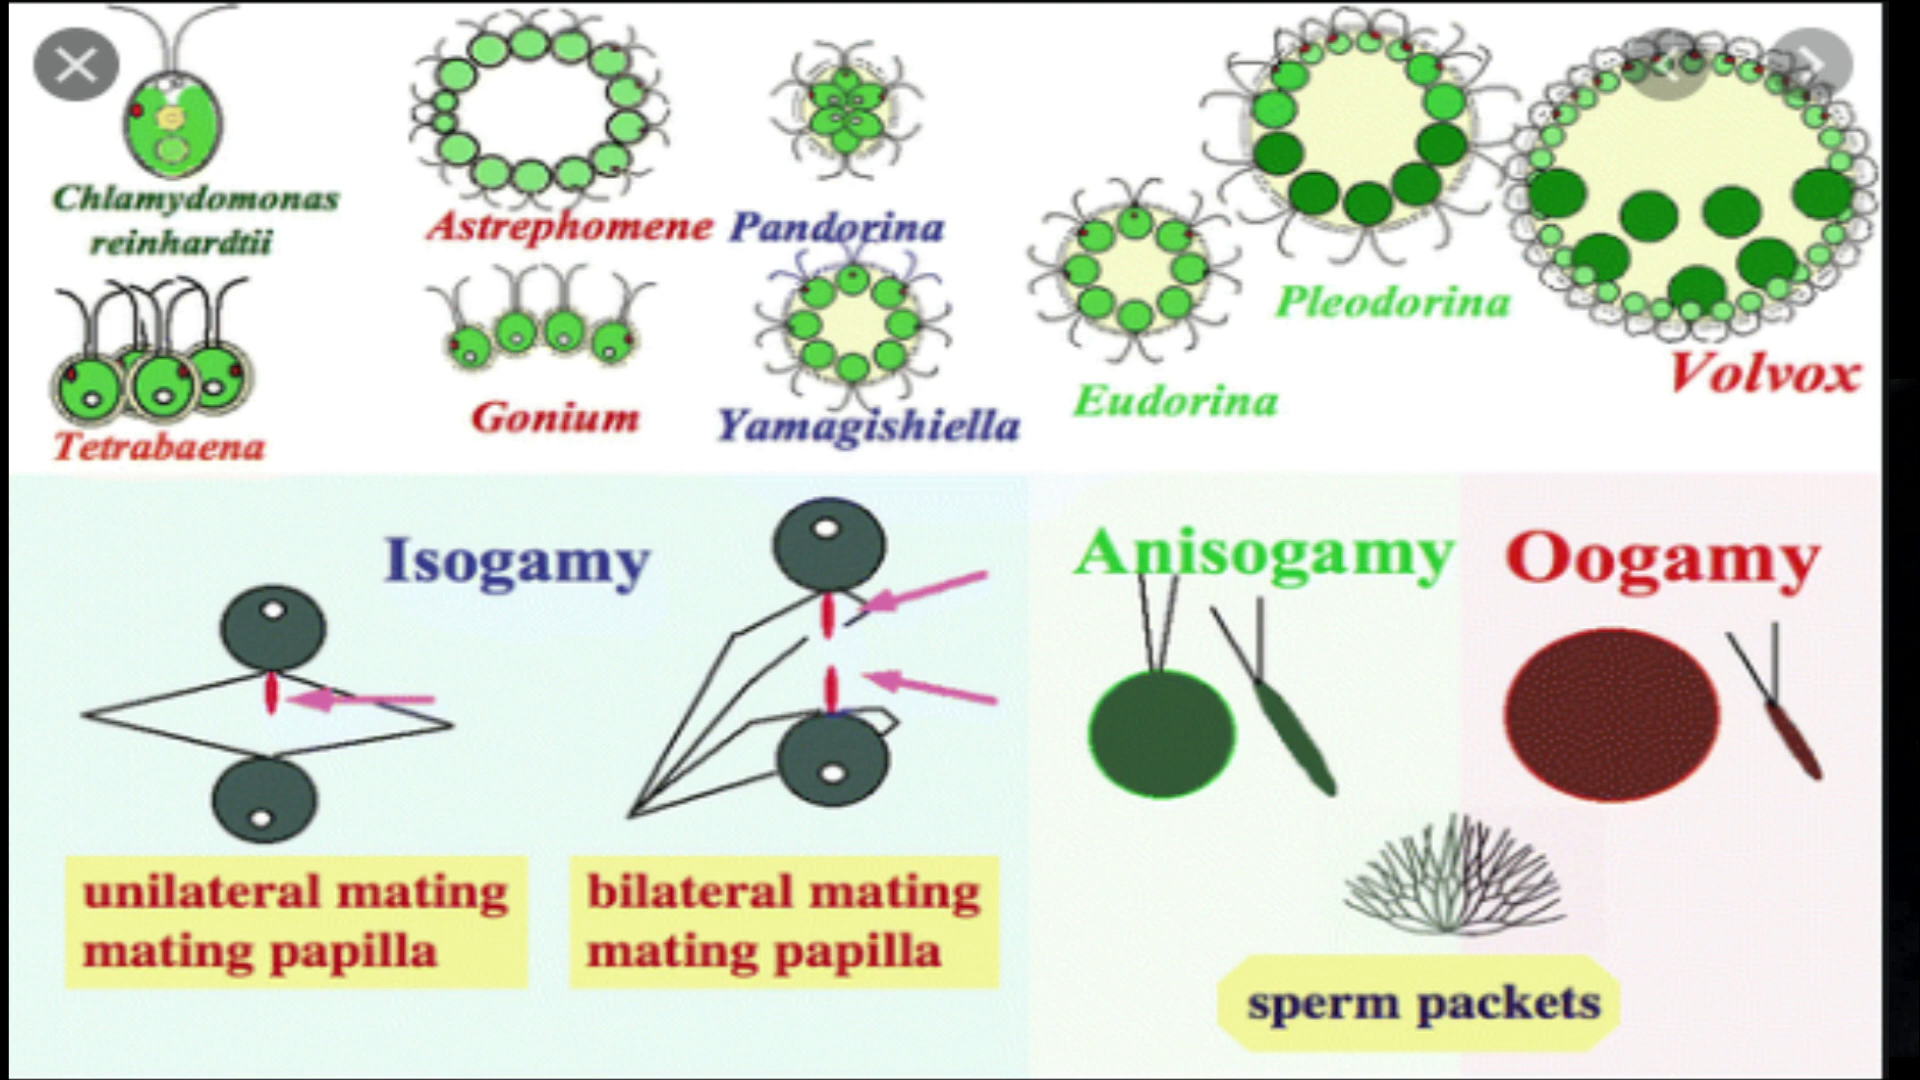 Chlamydomonas
reinhardtii
Astrephomene
Pandorina
Pleodorina
Volvox
Tetrabaena
Gonium
Yamagishiella
Eudorina
Isogamy
Anisogamy
Oogamy
unilateral mating
mating papilla
bilateral mating
mating papilla
sperm packets